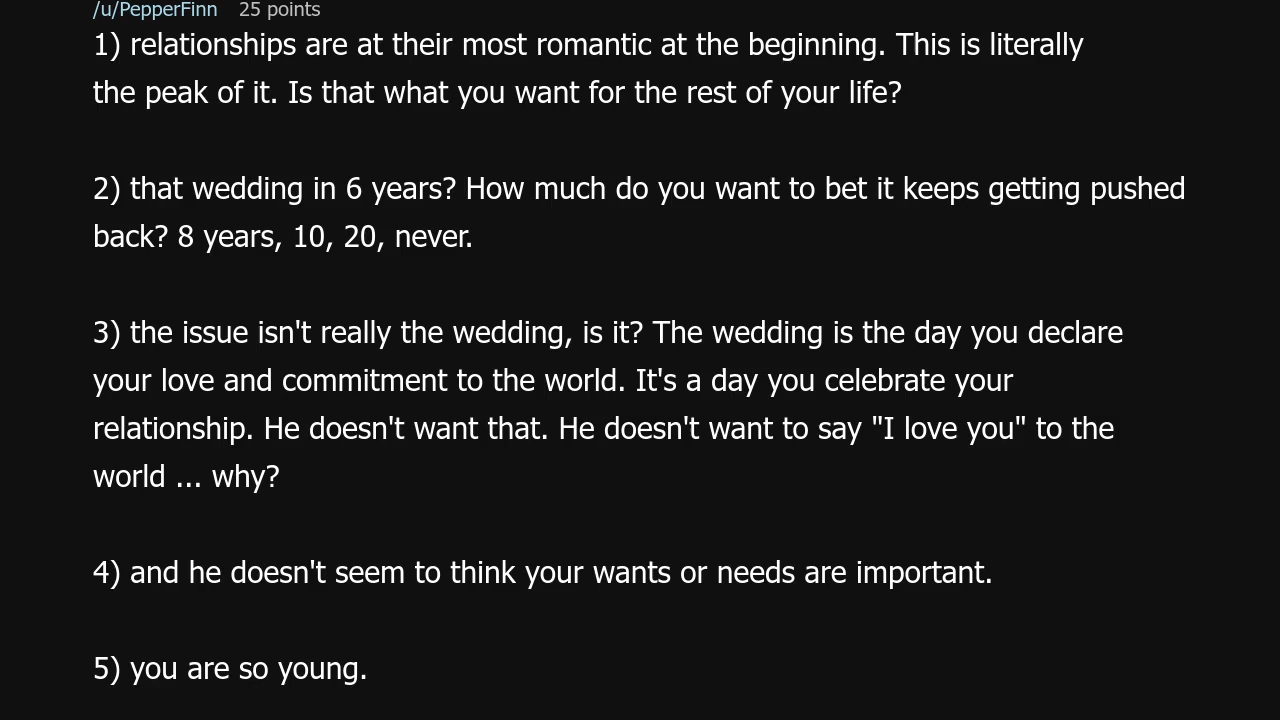 /u/PepperFinn 25 points
1) relationships are at their most romantic at the beginning. This is literally
the peak of it. Is that what you want for the rest of your life?
2) that wedding in 6 years? How much do you want to bet it keeps getting pushed
back? 8 years, 10, 20, never.
3) the issue isn't really the wedding, is it? The wedding is the day you declare
your love and commitment to the world. It's a day you celebrate your
relationship. He doesn't want that. He doesn't want to say "I love you" to the
world ... why?
4) and he doesn't seem to think your wants or needs are important.
5) you are so young.